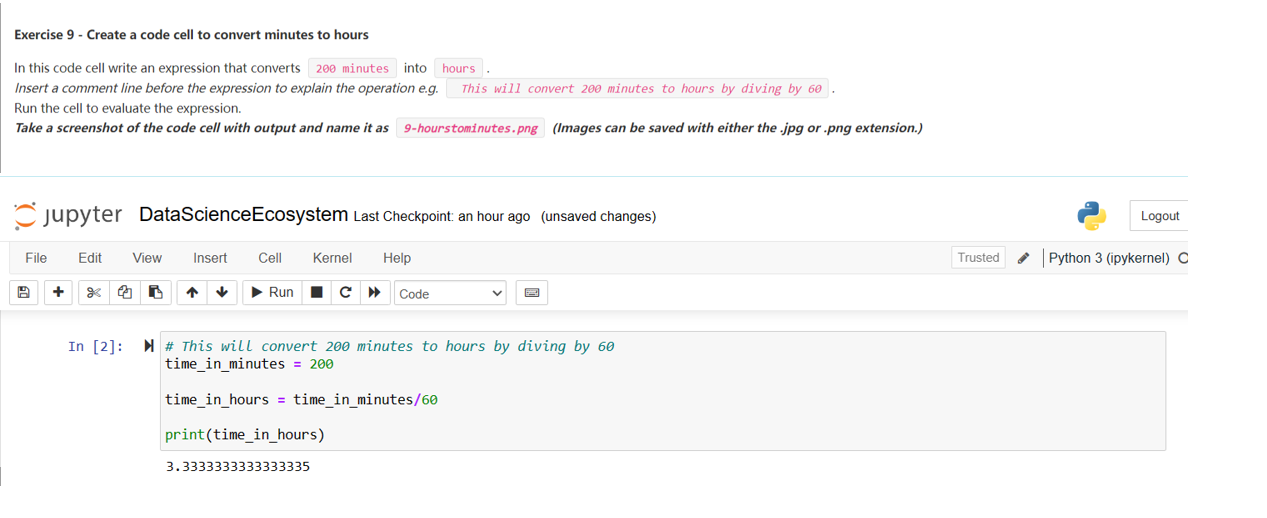 Exercise 9 - Create a code cell to convert minutes to hours
In this code cell write an expression that converts 200 minutes into hours .
Insert a comment line before the expression to explain the operation e.g. This will convert 200 minutes to hours by diving by 60 .
Run the cell to evaluate the expression.
Take a screenshot of the code cell with output and name it as 9-hourstominutes.png (Images can be saved with either the .jpg or .png extension.)
jupyter DataScienceEcosystem Last Checkpoint: an hour ago (unsaved changes) Logout
File Edit View Insert Cell Kernel Help Trusted Python 3 (ipykernel)
Run Code
In [2]: # This will convert 200 minutes to hours by diving by 60
time_in_minutes = 200
time_in_hours = time_in_minutes/60
print(time_in_hours)
3.3333333333333335